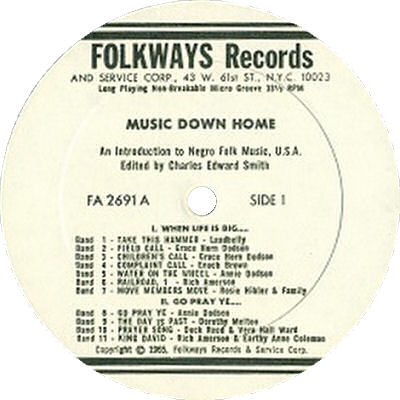 FOLKWAYS Records
AND SERVICE CORP., 43 W. 61st ST., N.Y.C. 10023
Long Playing Non-Breakable Micro Groove 33⅓ RPM
MUSIC DOWN HOME
An Introduction to Negro Folk Music, U.S.A.
Edited by Charles Edward Smith
FA 2691 A SIDE I
I. WHEN LIFE IS BIG....
Band 1 - TAKE THIS HAMMER - Leadbelly
Band 2 - FIELD CALL - Grace Horn Dodson
Band 3 - CHILDREN'S CALL - Grace Horn Dodson
Band 4 - COMPLAINT CALL - Enoch Brown
Band 5 - WATER ON THE WHEEL - Annie Dodson
Band 6 - RAILROAD, 1 - Rich Amerson
Band 7 - MOVE MEMBERS MOVE - Rosie Hibler & Family
II. GO PRAY YE....
Band 8 - GO PRAY YE - Annie Dodson
Band 9 - THE DAY IS PAST - Dorothy Melton
Band 10 - PRAYER SONG - Dock Reed & Vera Hall Ward
Band 11 - KING DAVID - Rich Amerson & Earthy Anne Coleman
Copyright © 1965, Folkways Records & Service Corp.